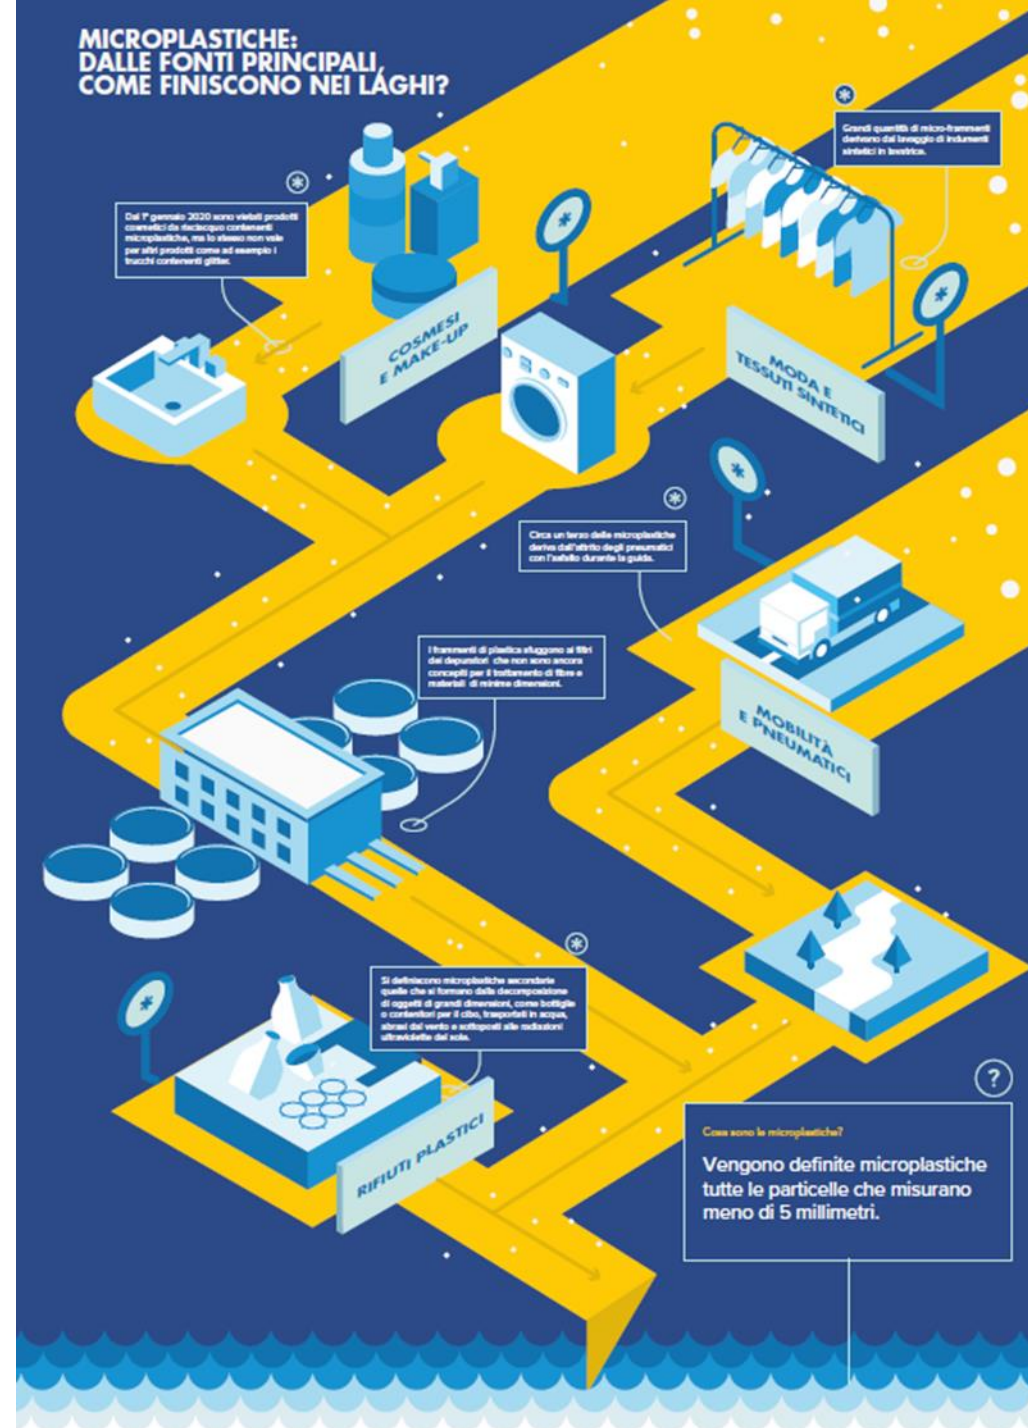 MICROPLASTICHE:
DALLE FONTI PRINCIPALI,
COME FINISCONO NEI LAGHI?
Grandi quantità di micro-frammenti
derivano dal lavaggio di indumenti
sintetici in lavatrice.
Dal 1° gennaio 2020 sono vietati prodotti
cosmetici da risciacquo contenenti
microplastiche, ma lo stesso non vale
per altri prodotti come ad esempio i
trucchi contenenti glitter.
COSMESI
E MAKE-UP
MODA E
TESSUTI SINTETICI
Circa un terzo delle microplastiche
deriva dall'attrito degli pneumatici
con l'asfalto durante la guida.
I frammenti di plastica sfuggono ai filtri
dei depuratori che non sono ancora
concepiti per il trattamento di fibre e
materiali di minime dimensioni.
MOBILITÀ
E PNEUMATICI
Si definiscono microplastiche secondarie
quelle che si formano dalla decomposizione
di oggetti di grandi dimensioni, come bottiglie
o contenitori per il cibo, trasportati in acqua,
abrasi dal vento e sottoposti alle radiazioni
ultraviolette del sole.
RIFIUTI PLASTICI
?
Cosa sono le microplastiche?
Vengono definite microplastiche
tutte le particelle che misurano
meno di 5 millimetri.